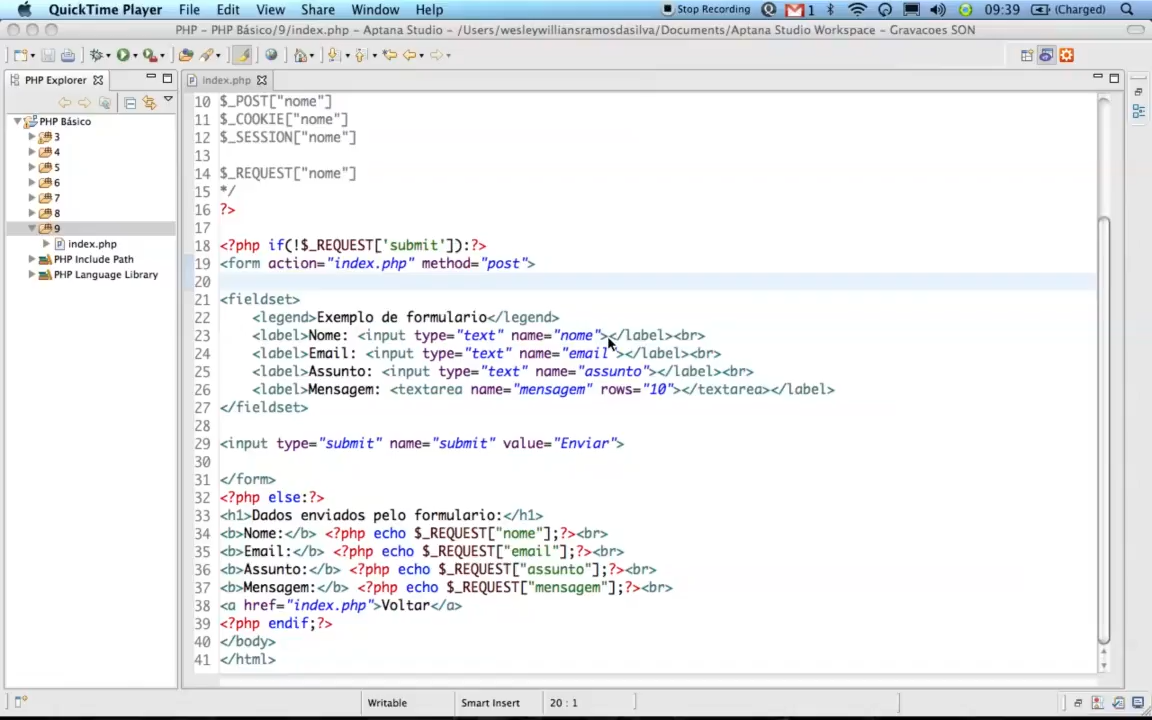 QuickTime Player File Edit View Share Window Help Stop Recording 1 09:39 (Charged)
PHP - PHP Básico/9/index.php - Aptana Studio - /Users/wesleywilliansramosdasilva/Documents/Aptana Studio Workspace - Gravacoes SON
PHP Explorer
index.php
PHP Básico
3
4
5
6
7
8
9
index.php
PHP Include Path
PHP Language Library
10 $_POST["nome"]
11 $_COOKIE["nome"]
12 $_SESSION["nome"]
13
14 $_REQUEST["nome"]
15 */
16 ?>
17
18 <?php if(!$_REQUEST['submit']):?>
19 <form action="index.php" method="post">
20
21 <fieldset>
22 <legend>Exemplo de formulario</legend>
23 <label>Nome: <input type="text" name="nome"></label><br>
24 <label>Email: <input type="text" name="email"></label><br>
25 <label>Assunto: <input type="text" name="assunto"></label><br>
26 <label>Mensagem: <textarea name="mensagem" rows="10"></textarea></label>
27 </fieldset>
28
29 <input type="submit" name="submit" value="Enviar">
30
31 </form>
32 <?php else:?>
33 <h1>Dados enviados pelo formulario:</h1>
34 <b>Nome:</b> <?php echo $_REQUEST["nome"];?><br>
35 <b>Email:</b> <?php echo $_REQUEST["email"];?><br>
36 <b>Assunto:</b> <?php echo $_REQUEST["assunto"];?><br>
37 <b>Mensagem:</b> <?php echo $_REQUEST["mensagem"];?><br>
38 <a href="index.php">Voltar</a>
39 <?php endif;?>
40 </body>
41 </html>
Writable Smart Insert 20 : 1